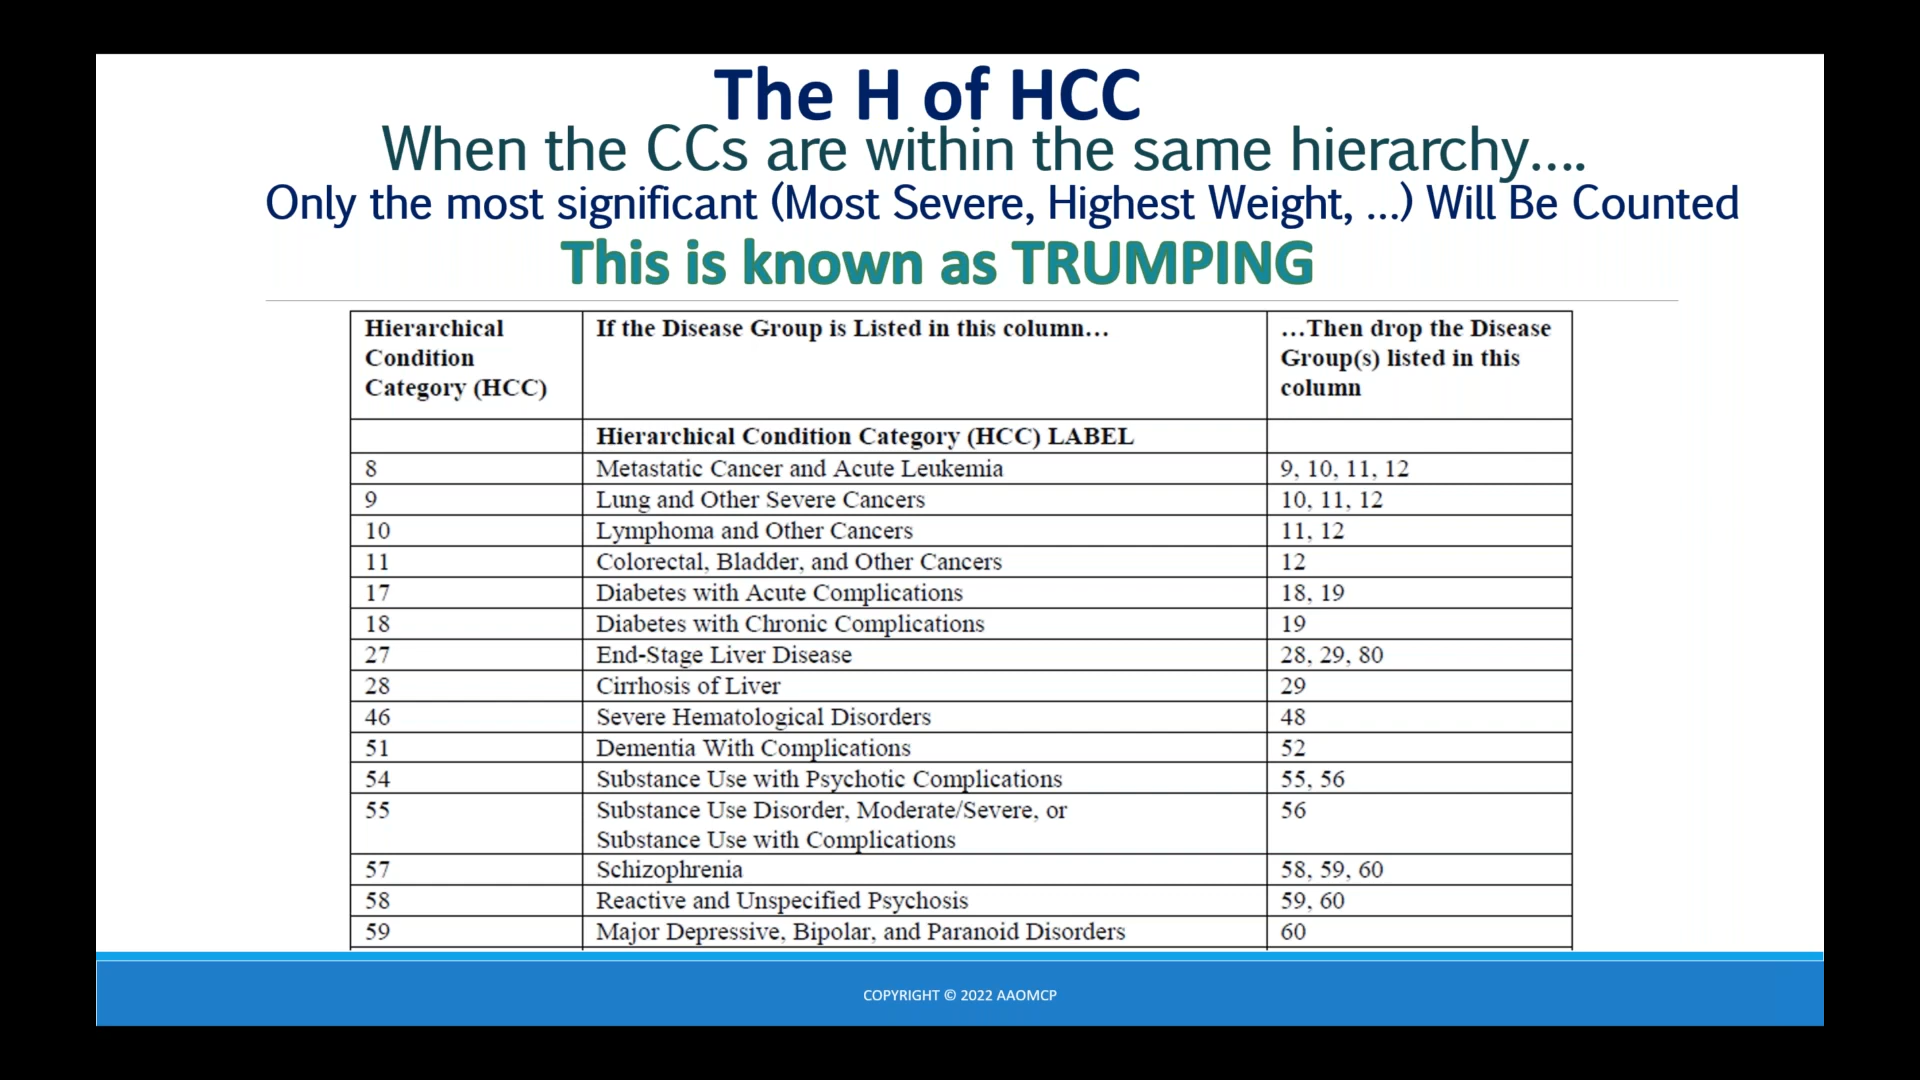 The H of HCC
When the CCs are within the same hierarchy....
Only the most significant (Most Severe, Highest Weight, ...) Will Be Counted
This is known as TRUMPING
Hierarchical Condition Category (HCC) If the Disease Group is Listed in this column… …Then drop the Disease Group(s) listed in this column
Hierarchical Condition Category (HCC) LABEL
8 Metastatic Cancer and Acute Leukemia 9, 10, 11, 12
9 Lung and Other Severe Cancers 10, 11, 12
10 Lymphoma and Other Cancers 11, 12
11 Colorectal, Bladder, and Other Cancers 12
17 Diabetes with Acute Complications 18, 19
18 Diabetes with Chronic Complications 19
27 End-Stage Liver Disease 28, 29, 80
28 Cirrhosis of Liver 29
46 Severe Hematological Disorders 48
51 Dementia With Complications 52
54 Substance Use with Psychotic Complications 55, 56
55 Substance Use Disorder, Moderate/Severe, or 56
Substance Use with Complications
57 Schizophrenia 58, 59, 60
58 Reactive and Unspecified Psychosis 59, 60
59 Major Depressive, Bipolar, and Paranoid Disorders 60
COPYRIGHT © 2022 AAOMCP